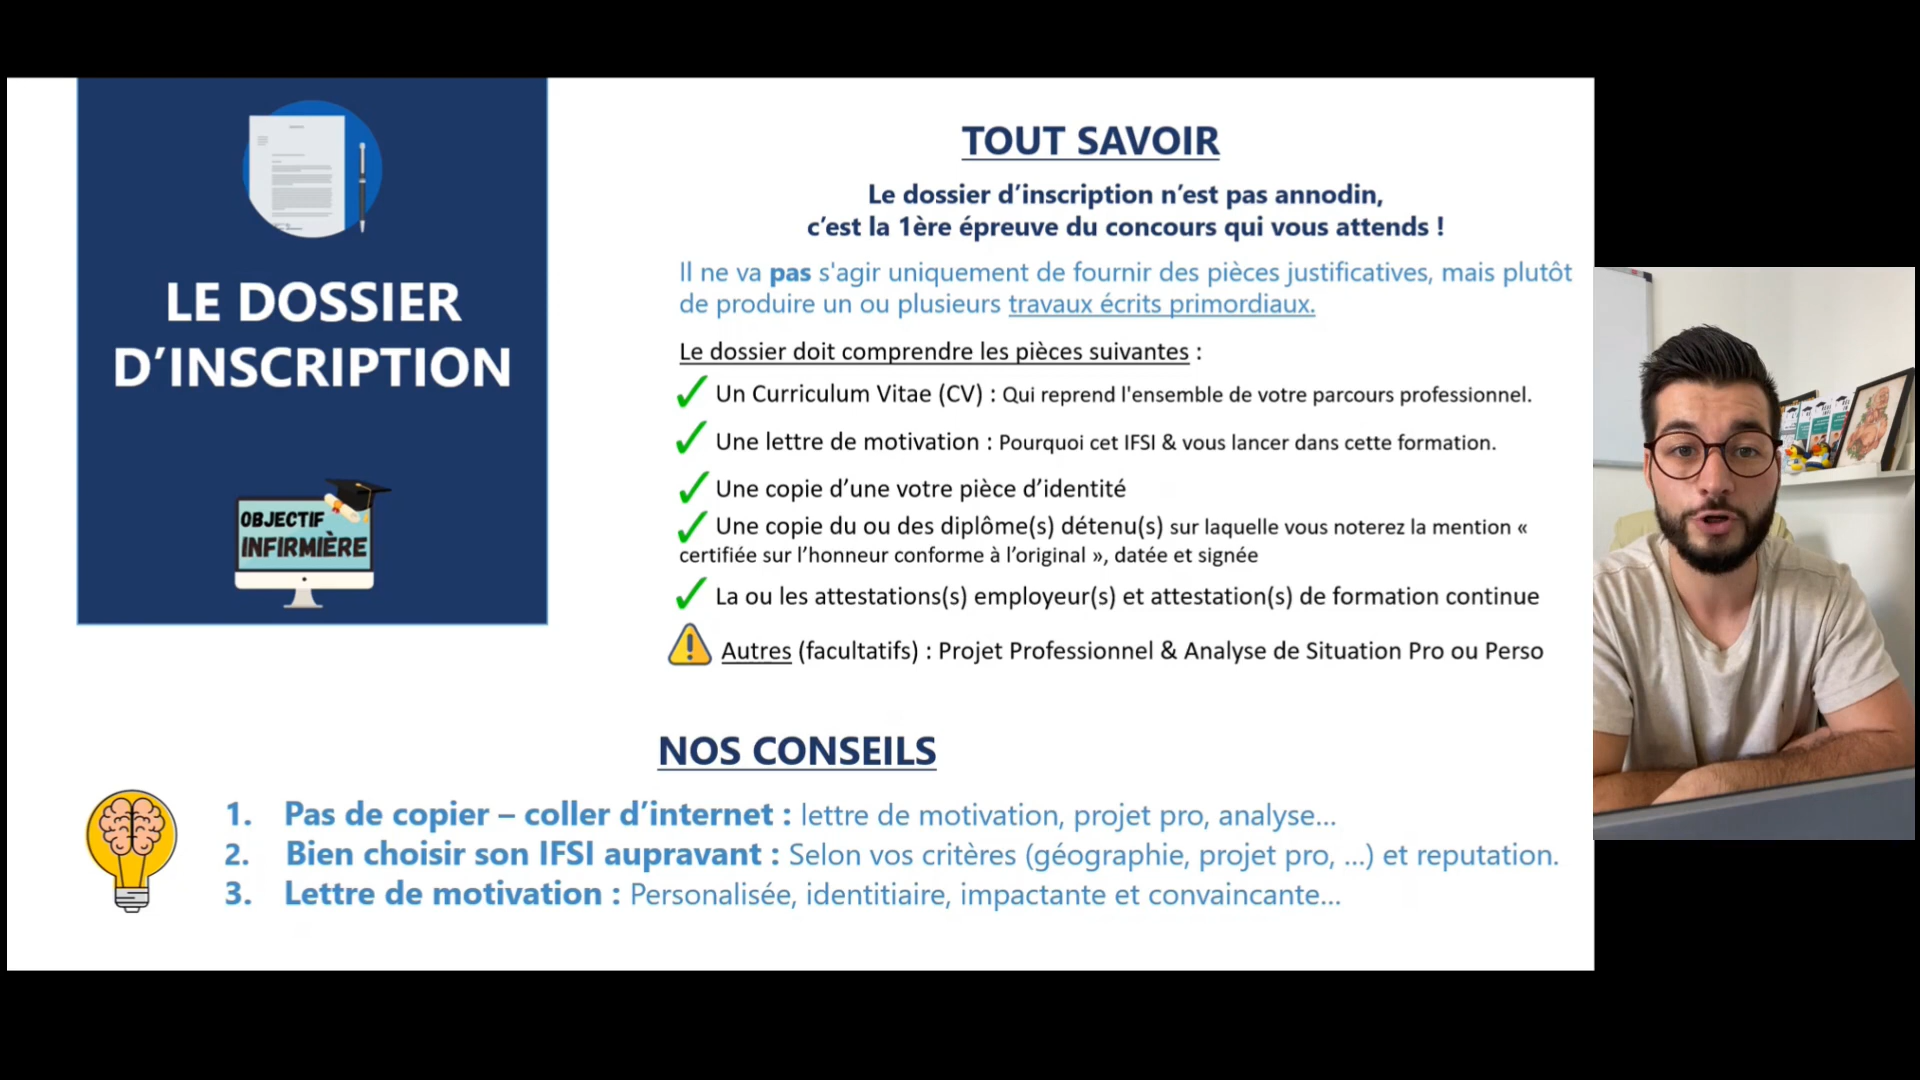 LE DOSSIER
D’INSCRIPTION
OBJECTIF
INFIRMIÈRE
TOUT SAVOIR
Le dossier d’inscription n’est pas annodin,
c’est la 1ère épreuve du concours qui vous attends !
Il ne va pas s'agir uniquement de fournir des pièces justificatives, mais plutôt
de produire un ou plusieurs travaux écrits primordiaux.
Le dossier doit comprendre les pièces suivantes :
Un Curriculum Vitae (CV) : Qui reprend l'ensemble de votre parcours professionnel.
Une lettre de motivation : Pourquoi cet IFSI & vous lancer dans cette formation.
Une copie d’une votre pièce d’identité
Une copie du ou des diplôme(s) détenu(s) sur laquelle vous noterez la mention «
certifiée sur l’honneur conforme à l’original », datée et signée
La ou les attestations(s) employeur(s) et attestation(s) de formation continue
Autres (facultatifs) : Projet Professionnel & Analyse de Situation Pro ou Perso
NOS CONSEILS
1. Pas de copier – coller d’internet : lettre de motivation, projet pro, analyse...
2. Bien choisir son IFSI aupravant : Selon vos critères (géographie, projet pro, ...) et reputation.
3. Lettre de motivation : Personalisée, identitiaire, impactante et convaincante...